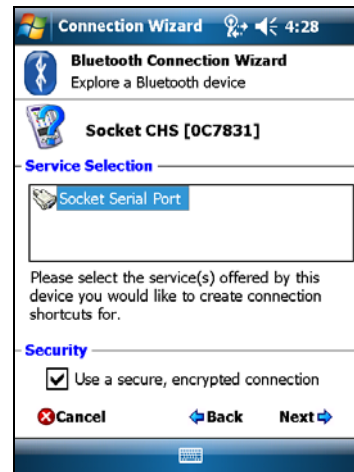 Connection Wizard 4:28
Bluetooth Connection Wizard
Explore a Bluetooth device
Socket CHS [0C7831]
Service Selection
Socket Serial Port
Please select the service(s) offered by this
device you would like to create connection
shortcuts for.
Security
Use a secure, encrypted connection
Cancel Back Next